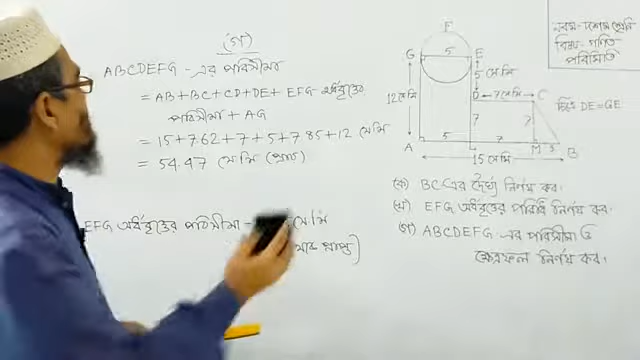 (গ)
ABCDEFG -এর পরিসীমা
= AB+BC+CD+DE+ EFG অর্ধবৃত্তের
পরিসীমা + AG
= 15+7.62+7+5+7.85+12 সে.মি
= 54.47 সে.মি (প্রায়)
EFG অর্ধবৃত্তের পরিসীমা -
সে.মি
প্রাপ্ত]
F
G 5 E
5 সে.মি
12 সে.মি D 7 সে.মি C
7 7
A 5 7 M 3 B
15 সে.মি
চিত্রে DE=GE
নবম-দশম শ্রেণি
বিষয়- গণিত
পরিমিতি
(ক) BC এর দৈর্ঘ্য নির্ণয় কর।
(খ) EFG অর্ধবৃত্তের পরিধি নির্ণয় কর।
(গ) ABCDEFG -এর পরিসীমা ও
ক্ষেত্রফল নির্ণয় কর।